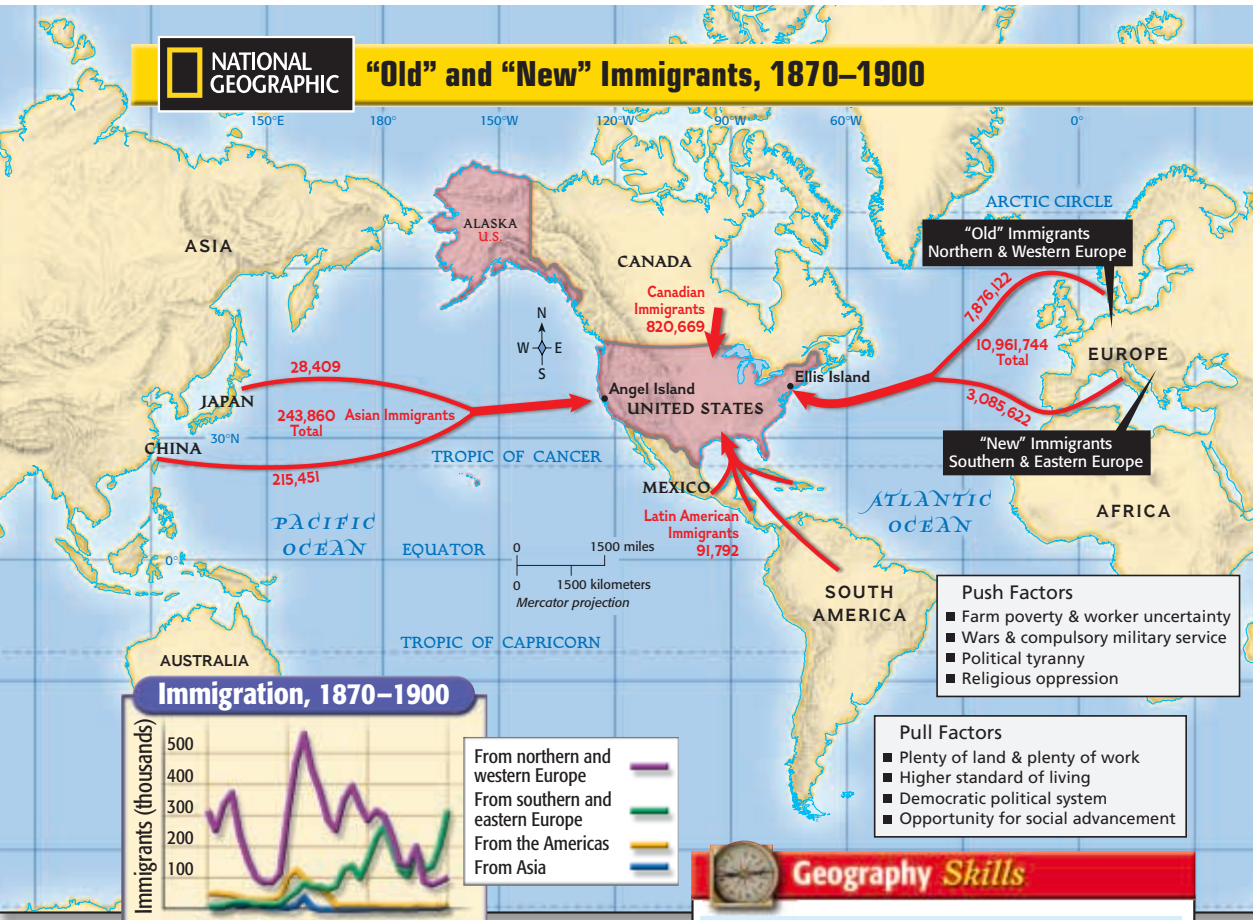 NATIONAL
GEOGRAPHIC
“Old” and “New” Immigrants, 1870–1900
150°E
180°
150°W
120°W
90°W
60°W
0°
ARCTIC CIRCLE
ASIA
ALASKA
U.S.
CANADA
Canadian
Immigrants
820,669
"Old" Immigrants
Northern & Western Europe
7,876,122
10,961,744
Total
EUROPE
3,085,622
"New" Immigrants
Southern & Eastern Europe
N
W
E
S
Angel Island
Ellis Island
UNITED STATES
28,409
JAPAN
243,860
Total
Asian Immigrants
30°N
CHINA
215,451
TROPIC OF CANCER
MEXICO
Latin American
Immigrants
91,792
ATLANTIC
OCEAN
AFRICA
PACIFIC
OCEAN
0°
EQUATOR
0
1500 miles
0
1500 kilometers
Mercator projection
SOUTH
AMERICA
TROPIC OF CAPRICORN
AUSTRALIA
Push Factors
■ Farm poverty & worker uncertainty
■ Wars & compulsory military service
■ Political tyranny
■ Religious oppression
Pull Factors
■ Plenty of land & plenty of work
■ Higher standard of living
■ Democratic political system
■ Opportunity for social advancement
Immigration, 1870–1900
Immigrants (thousands)
500
400
300
200
100
From northern and
western Europe
From southern and
eastern Europe
From the Americas
From Asia
Geography Skills